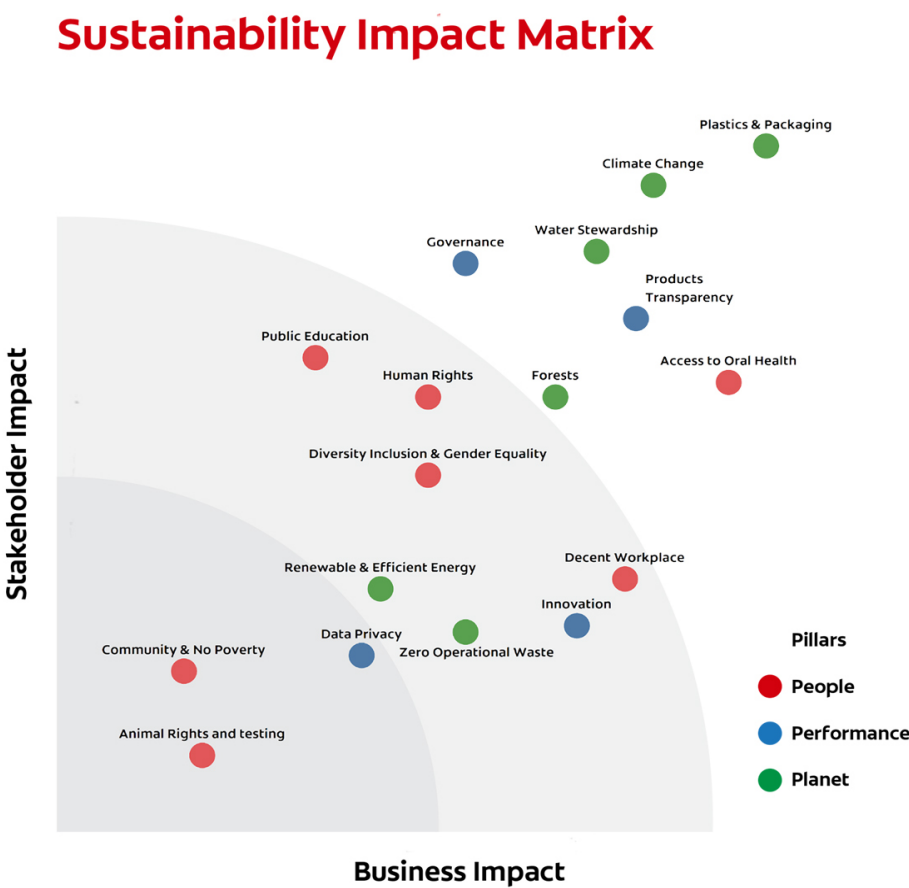 Sustainability Impact Matrix
Plastics & Packaging
Climate Change
Water Stewardship
Governance
Products
Transparency
Public Education
Access to Oral Health
Human Rights
Forests
Diversity Inclusion & Gender Equality
Stakeholder Impact
Decent Workplace
Renewable & Efficient Energy
Innovation
Data Privacy
Zero Operational Waste
Community & No Poverty
Animal Rights and testing
Pillars
People
Performance
Planet
Business Impact